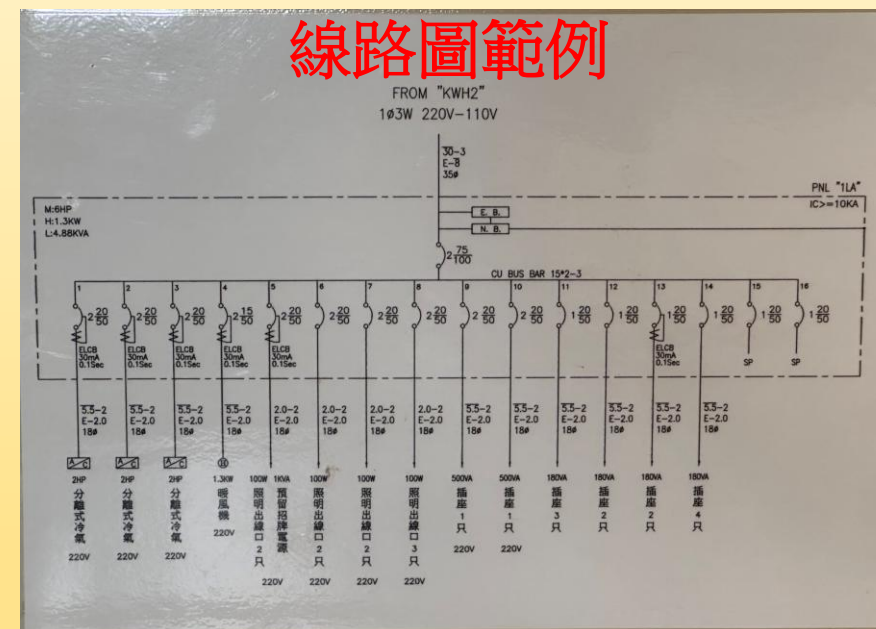 線路圖範例
FROM "KWH2"
1ø3W 220V-110V
30-3
E-8
35ø
PNL "1LA"
IC>=10KA
M:6HP
H:1.3KW
L:4.88KVA
E. B.
N. B.
2 75/100
CU BUS BAR 15*2-3
1 2 3 4 5 6 7 8 9 10 11 12 13 14 15 16
2 20/50 2 20/50 2 20/50 2 15/50 2 20/50 2 20/50 2 20/50 2 20/50 2 20/50 2 20/50 1 20/50 1 20/50 1 20/50 1 20/50 1 20/50 1 20/50
ELCB ELCB ELCB ELCB ELCB ELCB
30mA 30mA 30mA 30mA 30mA 30mA
0.1Sec 0.1Sec 0.1Sec 0.1Sec 0.1Sec 0.1Sec
SP SP
5.5-2 5.5-2 5.5-2 5.5-2 2.0-2 2.0-2 2.0-2 2.0-2 5.5-2 5.5-2 5.5-2 5.5-2 5.5-2 5.5-2
E-2.0 E-2.0 E-2.0 E-2.0 E-2.0 E-2.0 E-2.0 E-2.0 E-2.0 E-2.0 E-2.0 E-2.0 E-2.0 E-2.0
18ø 18ø 18ø 18ø 18ø 18ø 18ø 18ø 18ø 18ø 18ø 18ø 18ø 18ø
A/C A/C A/C H
2HP 2HP 2HP 1.3KW 100W 1KVA 100W 100W 100W 500VA 500VA 180VA 180VA 180VA 180VA
分離式冷氣
220V
分離式冷氣
220V
分離式冷氣
220V
暖風機
220V
照明出線口2只
預留招牌電源
220V
照明出線口2只
220V
照明出線口2只
220V
照明出線口3只
220V
插座1只
220V
插座1只
220V
插座3只
插座2只
插座2只
插座4只